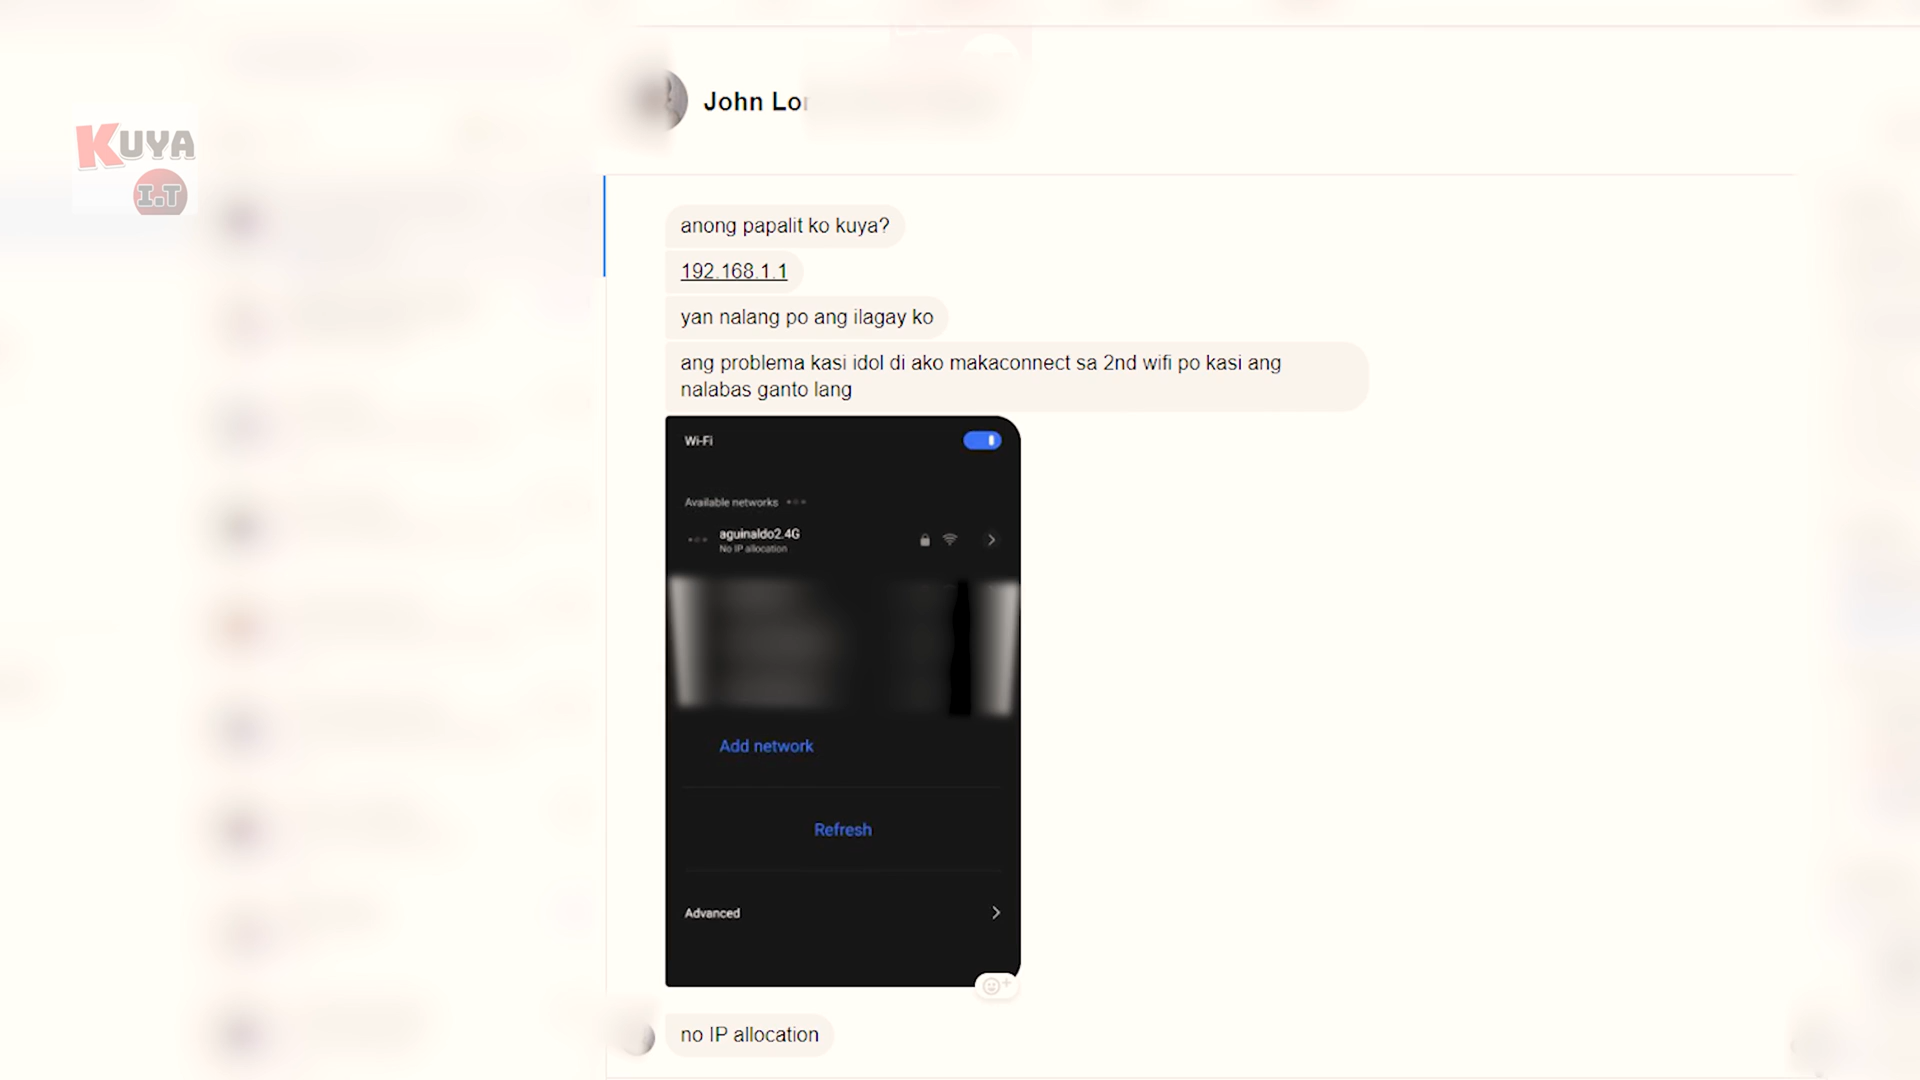 KUYA
I.T
John Lo
anong papalit ko kuya?
192.168.1.1
yan nalang po ang ilagay ko
ang problema kasi idol di ako makaconnect sa 2nd wifi po kasi ang
nalabas ganto lang
Wi-Fi
Available networks
aguinaldo2.4G
No IP allocation
Add network
Refresh
Advanced
no IP allocation